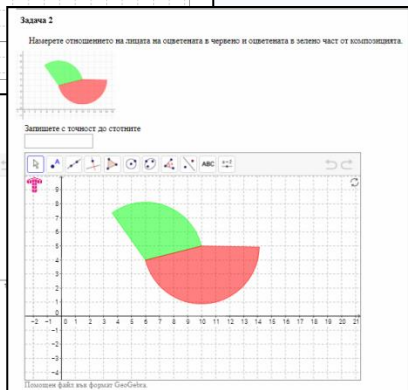 Задача 2
Намерете отношението на лицата на оцветената в червено и оцветената в зелено част от композицията.
Запишете с точност до стотните
ABC
9
8
7
6
5
4
3
2
1
0
-2 -1 0 1 2 3 4 5 6 7 8 9 10 11 12 13 14 15 16 17 18 19 20 21
-1
-2
-3
-4
Помощен файл във формат GeoGebra.